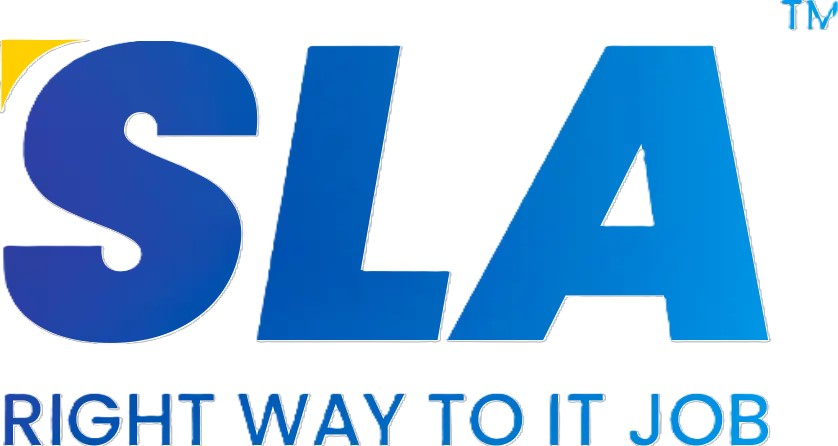 SLA™
RIGHT WAY TO IT JOB